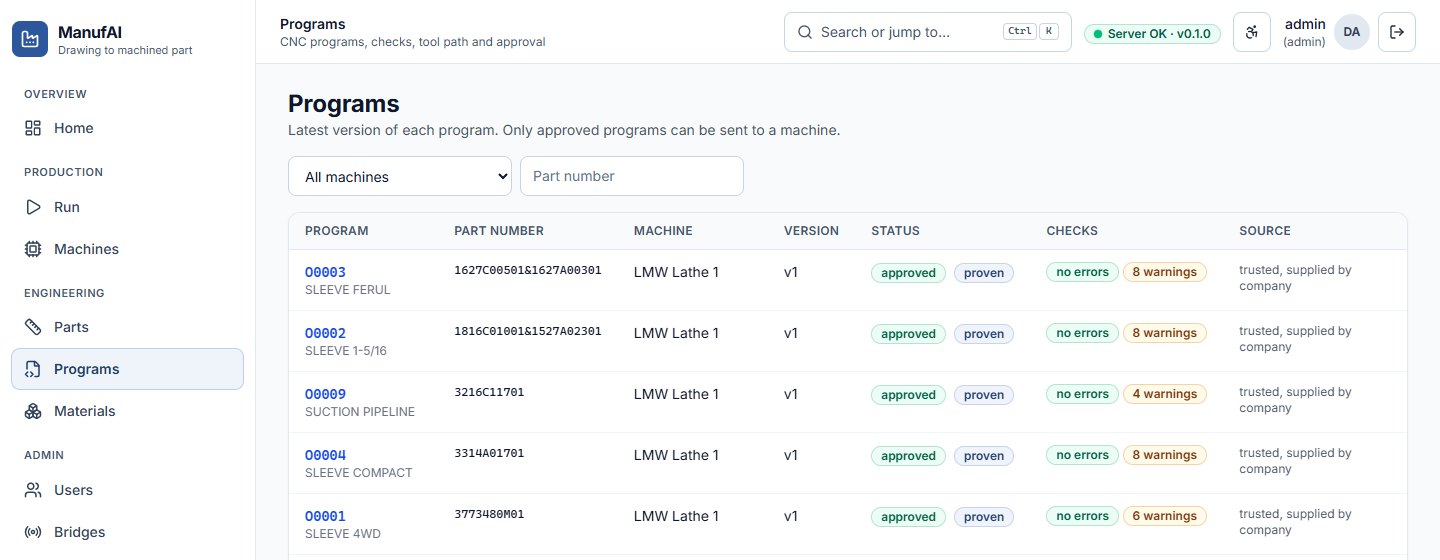 ManufAI
Drawing to machined part
OVERVIEW
Home
PRODUCTION
Run
Machines
ENGINEERING
Parts
Programs
Materials
ADMIN
Users
Bridges
Programs
CNC programs, checks, tool path and approval
Search or jump to... Ctrl K
Server OK · v0.1.0
admin
(admin)
DA
Programs
Latest version of each program. Only approved programs can be sent to a machine.
All machines
Part number
PROGRAM PART NUMBER MACHINE VERSION STATUS CHECKS SOURCE
O0003 1627C00501&1627A00301 LMW Lathe 1 v1 approved proven no errors 8 warnings trusted, supplied by
SLEEVE FERUL company
O0002 1816C01001&1527A02301 LMW Lathe 1 v1 approved proven no errors 8 warnings trusted, supplied by
SLEEVE 1-5/16 company
O0009 3216C11701 LMW Lathe 1 v1 approved proven no errors 4 warnings trusted, supplied by
SUCTION PIPELINE company
O0004 3314A01701 LMW Lathe 1 v1 approved proven no errors 8 warnings trusted, supplied by
SLEEVE COMPACT company
O0001 3773480M01 LMW Lathe 1 v1 approved proven no errors 6 warnings trusted, supplied by
SLEEVE 4WD company